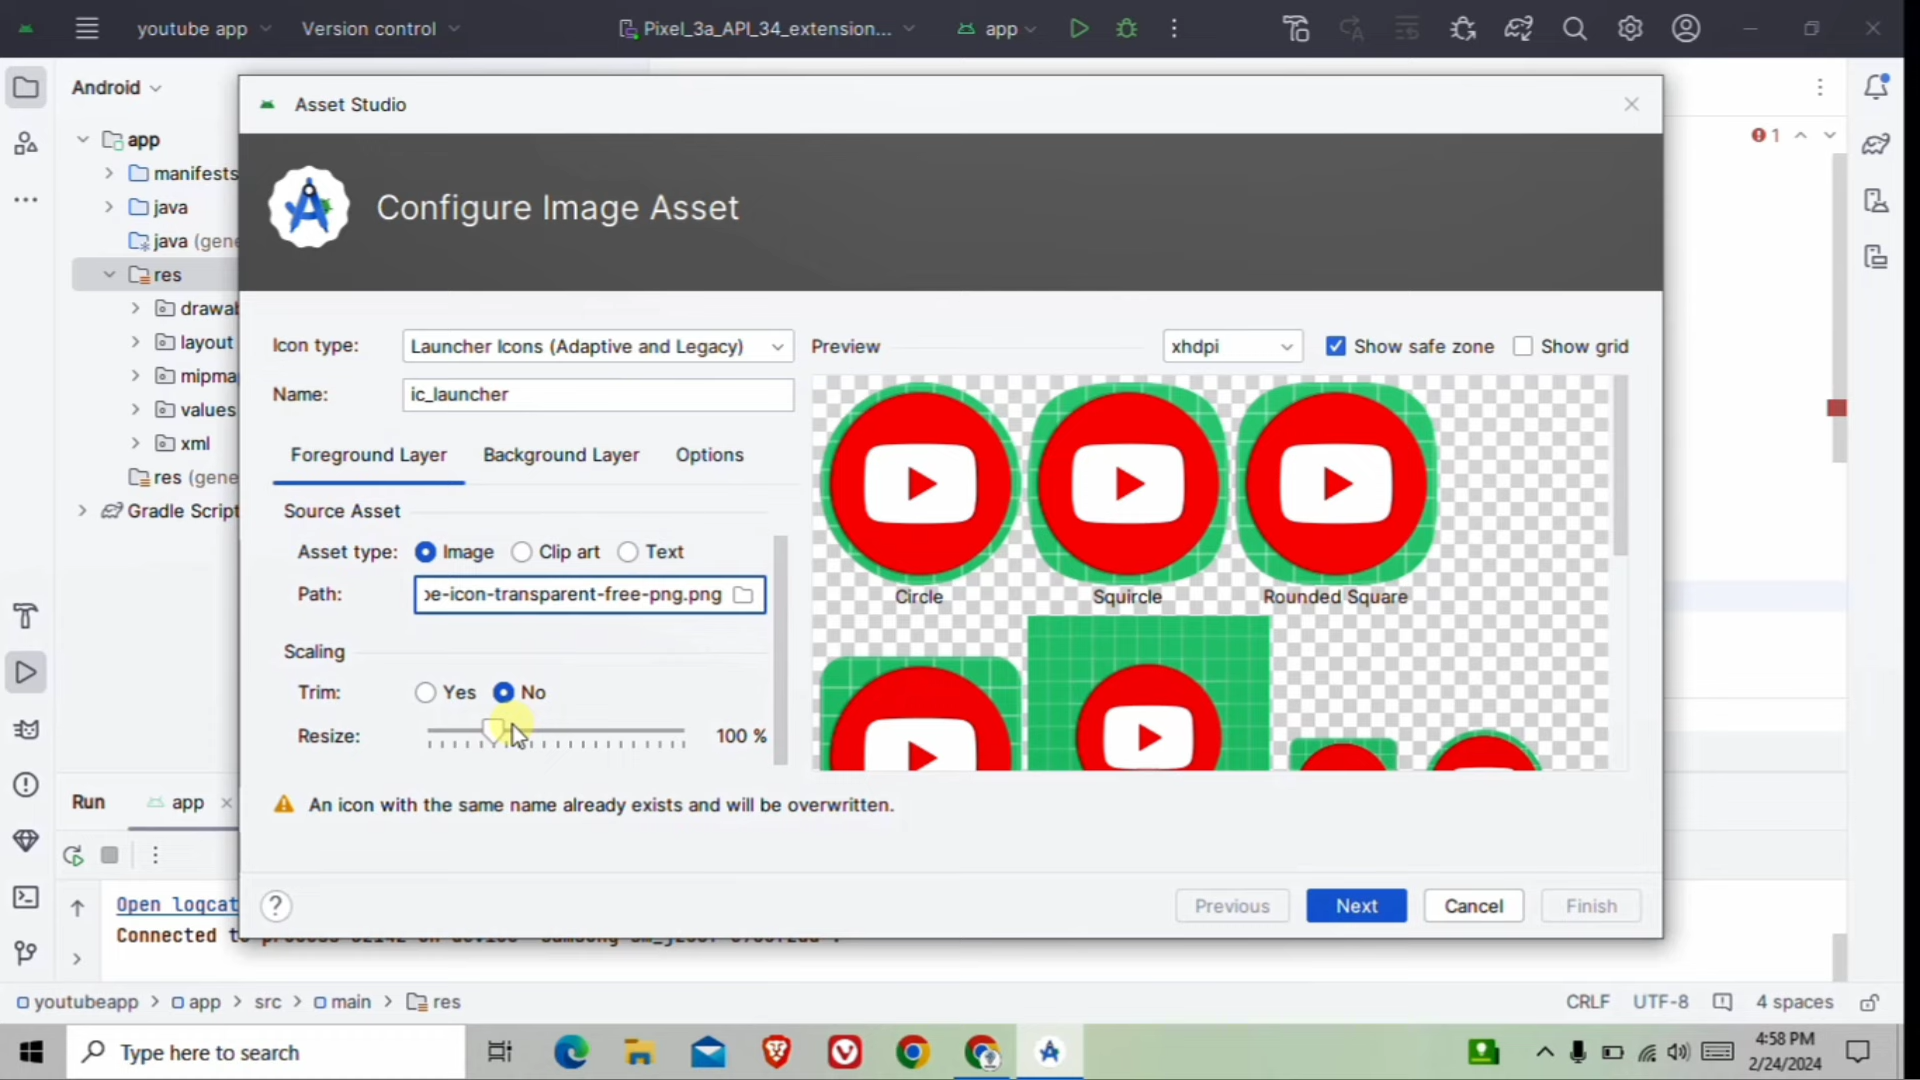 youtube app
Version control
Pixel_3a_API_34_extension...
app
Android
Asset Studio
app
1
manifests
java
java (gene
res
drawab
layout
mipma
values
xml
res (gene
Gradle Script
Configure Image Asset
Icon type:
Launcher Icons (Adaptive and Legacy)
Name:
ic_launcher
Foreground Layer
Background Layer
Options
Source Asset
Asset type:
Image
Clip art
Text
Path:
be-icon-transparent-free-png.png
Scaling
Trim:
Yes
No
Resize:
100 %
Preview
xhdpi
Show safe zone
Show grid
Circle
Squircle
Rounded Square
An icon with the same name already exists and will be overwritten.
?
Previous
Next
Cancel
Finish
Run
app
Open logcat
Connected t
youtubeapp > app > src > main > res
CRLF
UTF-8
4 spaces
Type here to search
4:58 PM
2/24/2024